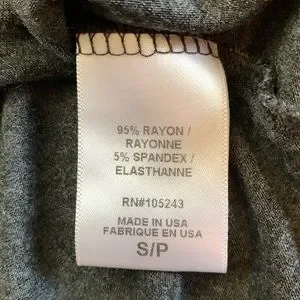 95% RAYON /
RAYONNE
5% SPANDEX /
ELASTHANNE
RN#105243
MADE IN USA
FABRIQUE EN USA
S/P